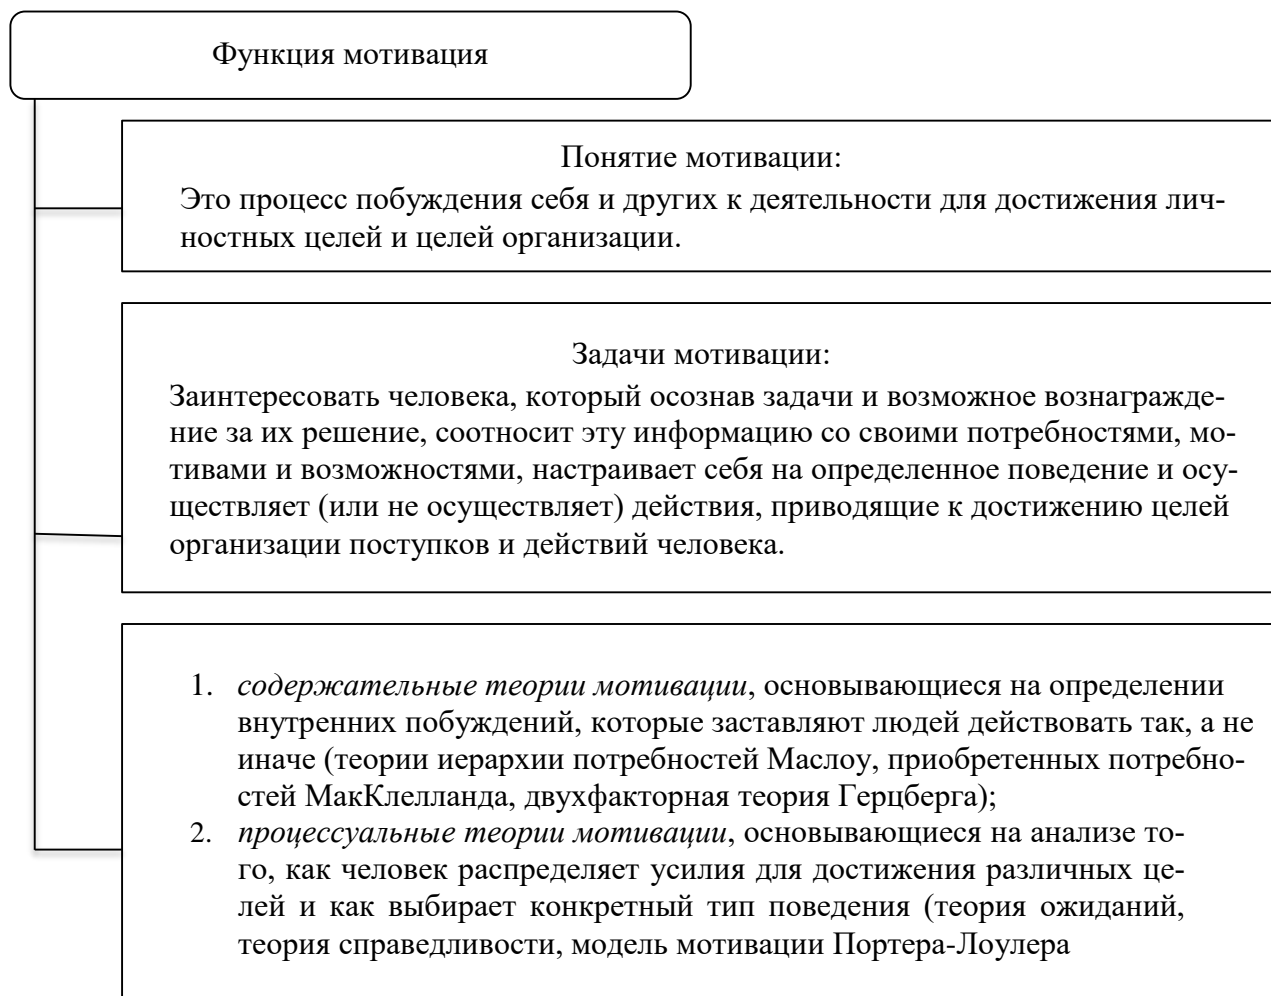 Функция мотивация
Понятие мотивации:
Это процесс побуждения себя и других к деятельности для достижения лич-
ностных целей и целей организации.
Задачи мотивации:
Заинтересовать человека, который осознав задачи и возможное вознагражде-
ние за их решение, соотносит эту информацию со своими потребностями, мо-
тивами и возможностями, настраивает себя на определенное поведение и осу-
ществляет (или не осуществляет) действия, приводящие к достижению целей
организации поступков и действий человека.
1. содержательные теории мотивации, основывающиеся на определении
внутренних побуждений, которые заставляют людей действовать так, а не
иначе (теории иерархии потребностей Маслоу, приобретенных потребно-
стей МакКлелланда, двухфакторная теория Герцберга);
2. процессуальные теории мотивации, основывающиеся на анализе то-
го, как человек распределяет усилия для достижения различных це-
лей и как выбирает конкретный тип поведения (теория ожиданий,
теория справедливости, модель мотивации Портера-Лоулера